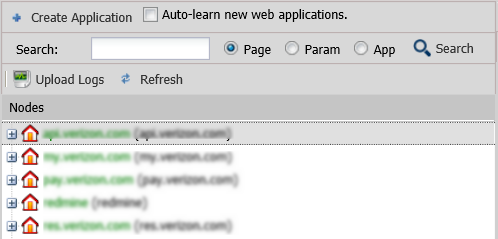 Create Application Auto-learn new web applications.
Search: Page Param App Search
Upload Logs Refresh
Nodes
api.verizon.com (api.verizon.com)
my.verizon.com (my.verizon.com)
pay.verizon.com (pay.verizon.com)
redmine (redmine)
res.verizon.com (res.verizon.com)